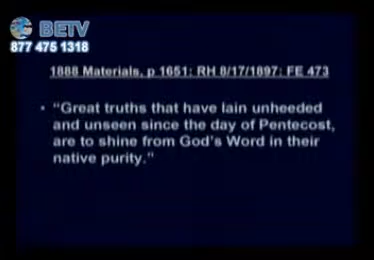 BETV
877 475 1318
1888 Materials, p 1651; RH 8/17/1897; FE 473
• “Great truths that have lain unheeded
and unseen since the day of Pentecost,
are to shine from God's Word in their
native purity.”